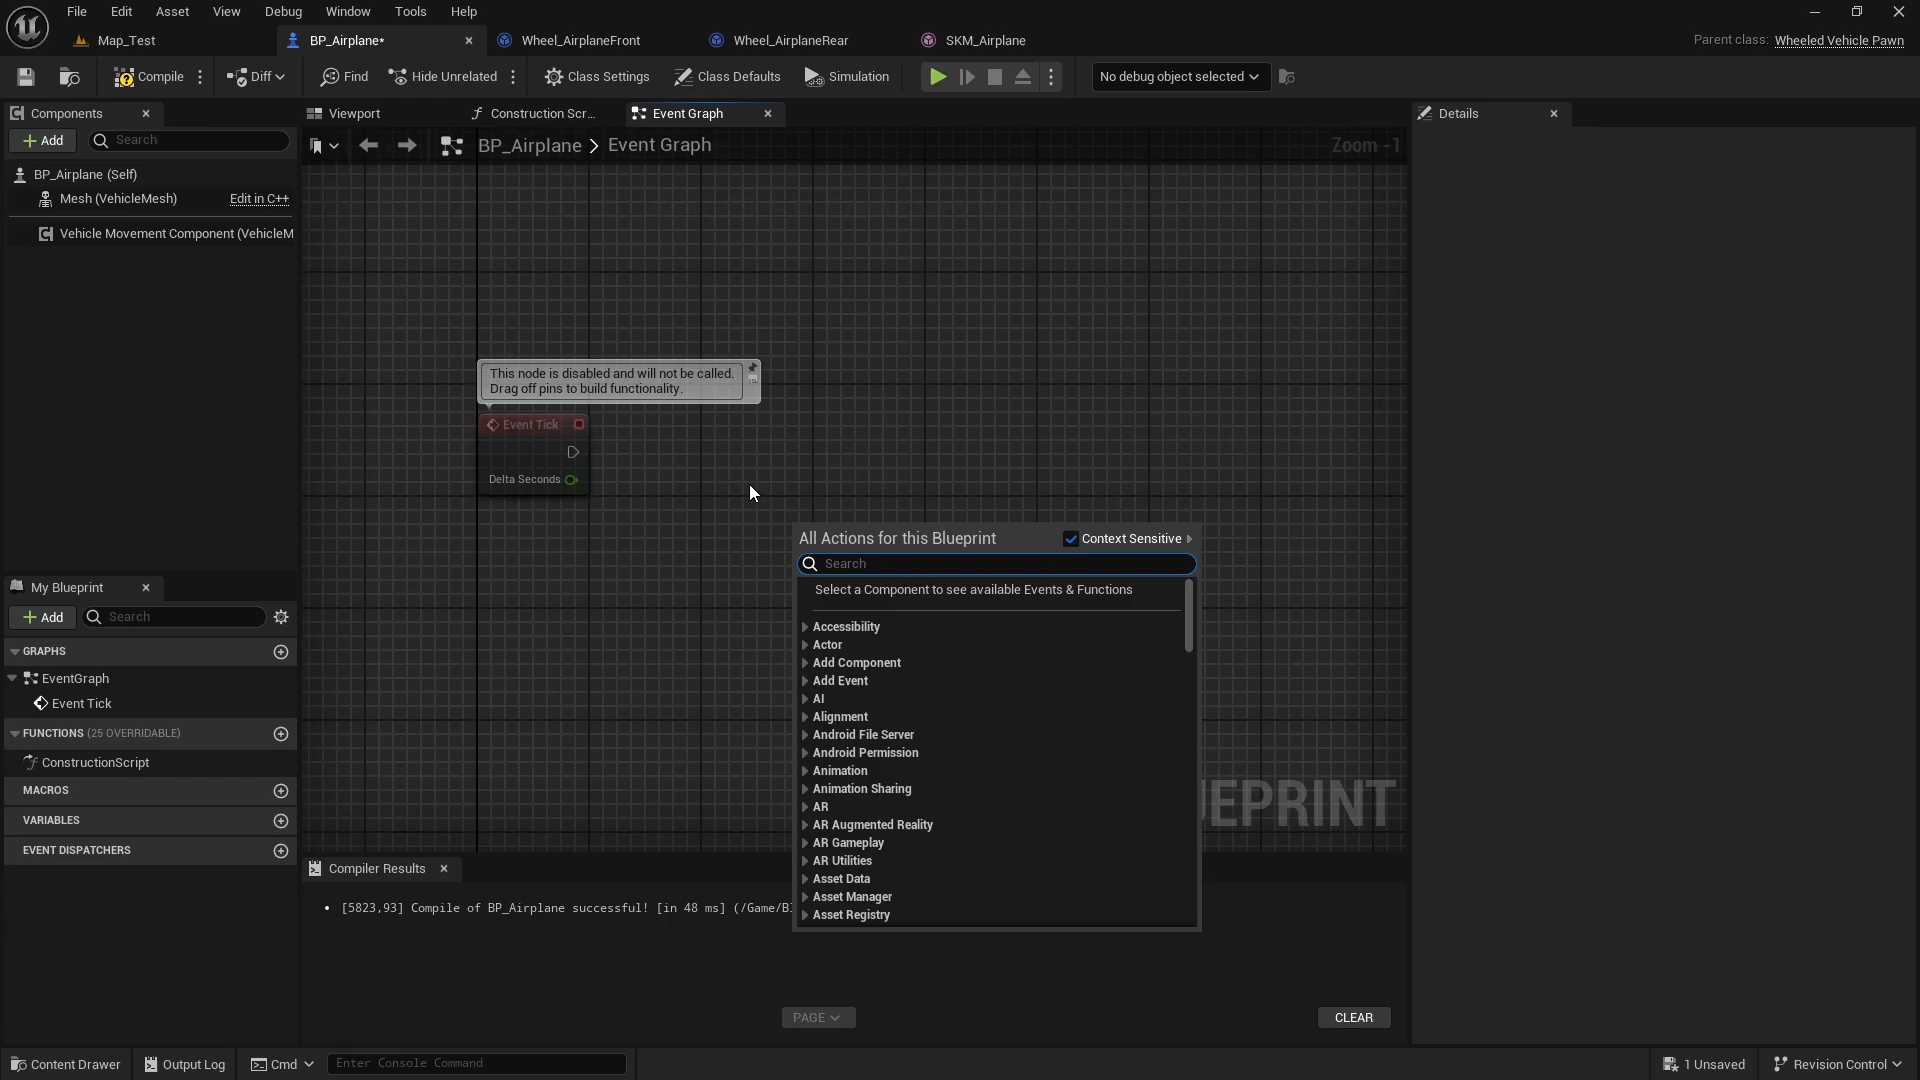 File Edit Asset View Debug Window Tools Help
Map_Test BP_Airplane* Wheel_AirplaneFront Wheel_AirplaneRear SKM_Airplane Parent class: Wheeled Vehicle Pawn
Compile Diff Find Hide Unrelated Class Settings Class Defaults Simulation No debug object selected
Components
Add Search
BP_Airplane (Self)
Mesh (VehicleMesh) Edit in C++
Vehicle Movement Component (VehicleM
Viewport Construction Scr... Event Graph
BP_Airplane > Event Graph Zoom -1
This node is disabled and will not be called.
Drag off pins to build functionality.
Event Tick
Delta Seconds
All Actions for this Blueprint Context Sensitive
Search
Select a Component to see available Events & Functions
Accessibility
Actor
Add Component
Add Event
AI
Alignment
Android File Server
Android Permission
Animation
Animation Sharing
AR
AR Augmented Reality
AR Gameplay
AR Utilities
Asset Data
Asset Manager
Asset Registry
EPRINT
My Blueprint
Add Search
GRAPHS
EventGraph
Event Tick
FUNCTIONS (25 OVERRIDABLE)
ConstructionScript
MACROS
VARIABLES
EVENT DISPATCHERS
Compiler Results
[5823,93] Compile of BP_Airplane successful! [in 48 ms] (/Game/B
PAGE CLEAR
Details
Content Drawer Output Log Cmd Enter Console Command 1 Unsaved Revision Control